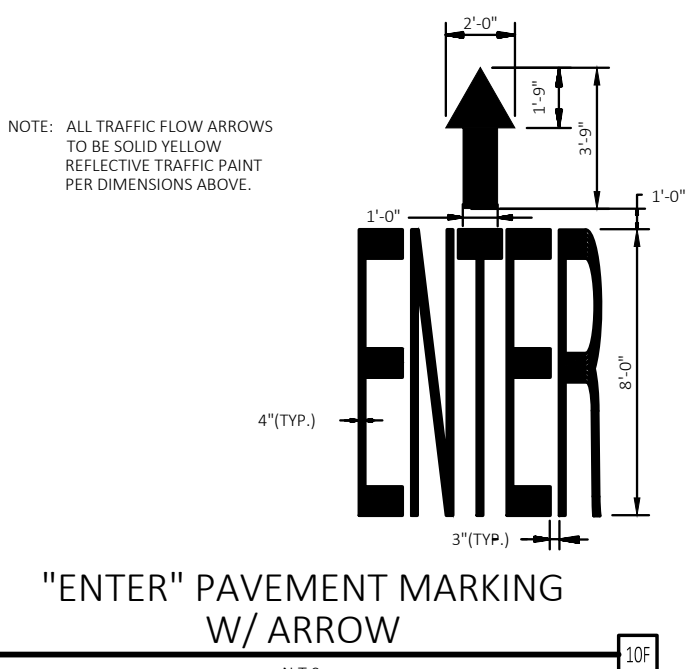 2'-0"
1'-9"
3'-9"
NOTE: ALL TRAFFIC FLOW ARROWS
TO BE SOLID YELLOW
REFLECTIVE TRAFFIC PAINT
PER DIMENSIONS ABOVE.
1'-0"
1'-0"
ENTER
8'-0"
4"(TYP.)
3"(TYP.)
"ENTER" PAVEMENT MARKING
W/ ARROW
10F